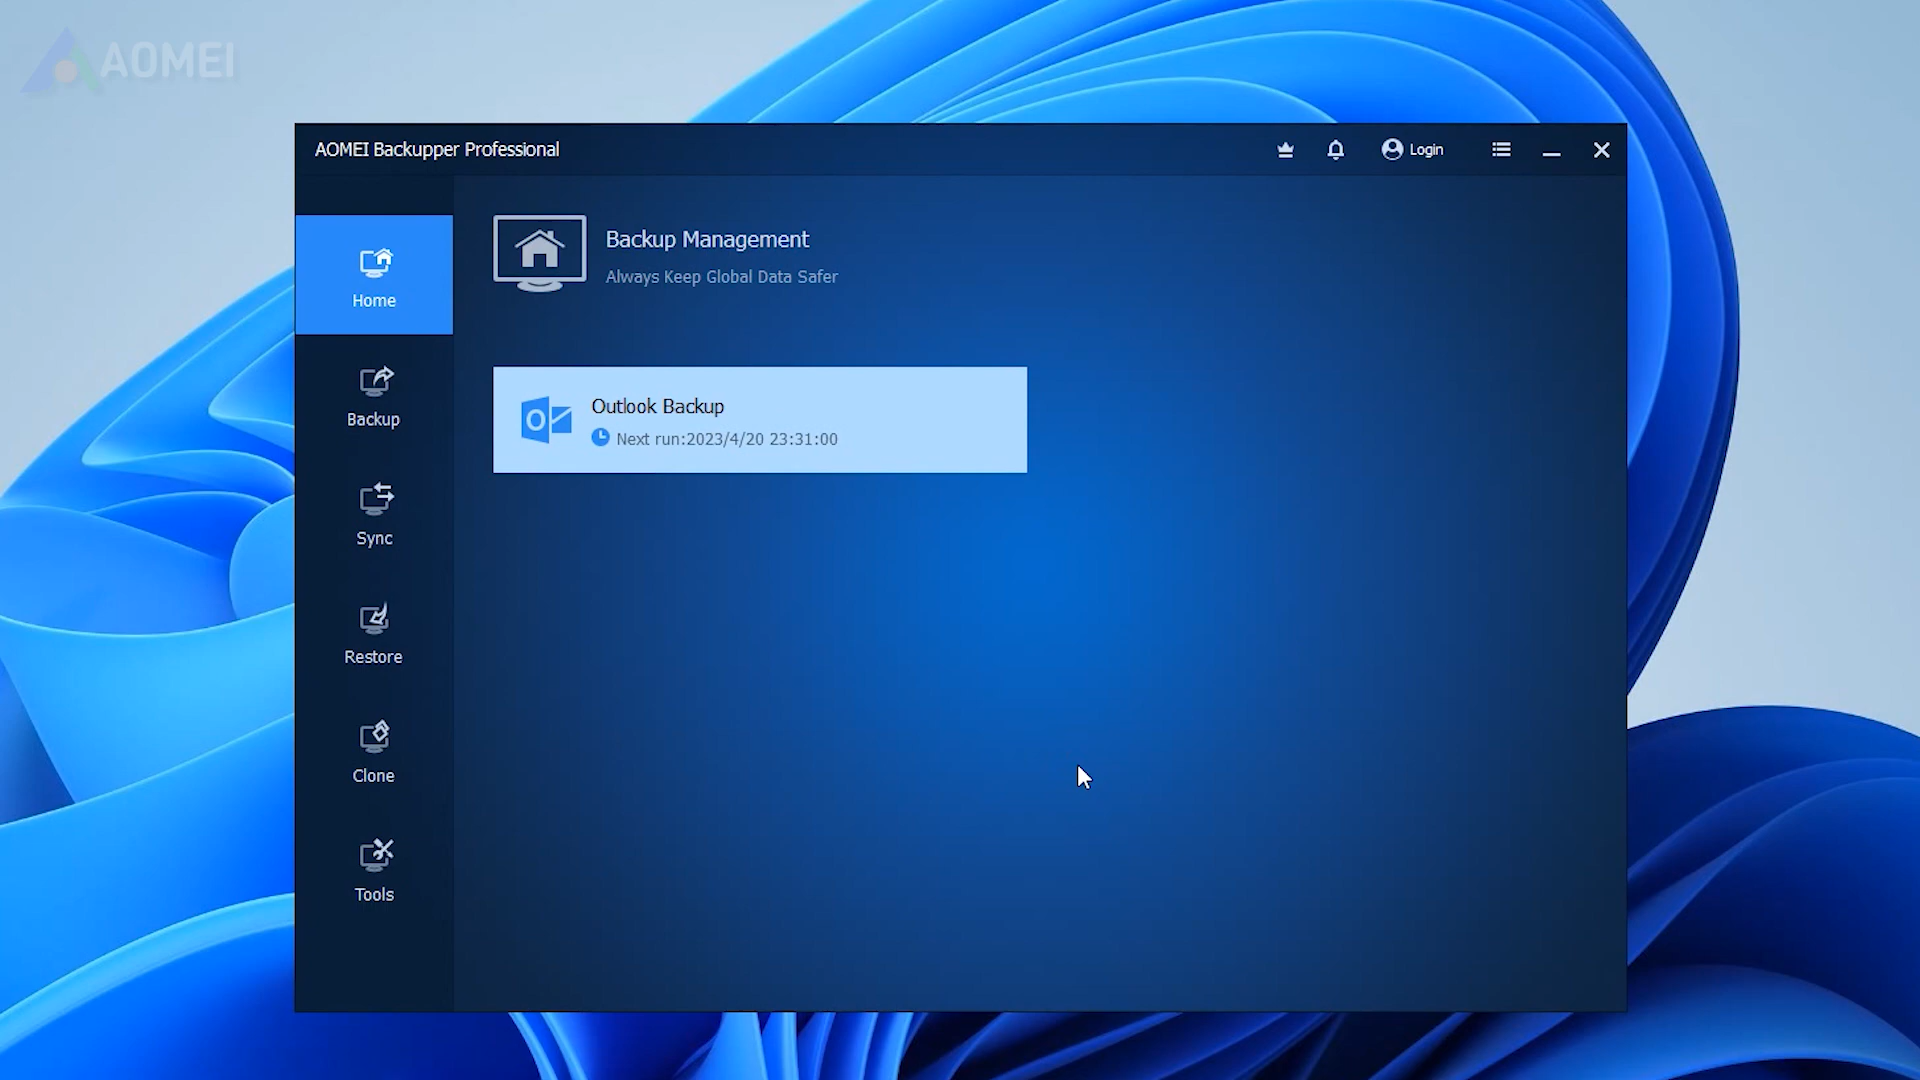 AOMEI
AOMEI Backupper Professional
Login
Home
Backup
Sync
Restore
Clone
Tools
Backup Management
Always Keep Global Data Safer
Outlook Backup
Next run:2023/4/20 23:31:00